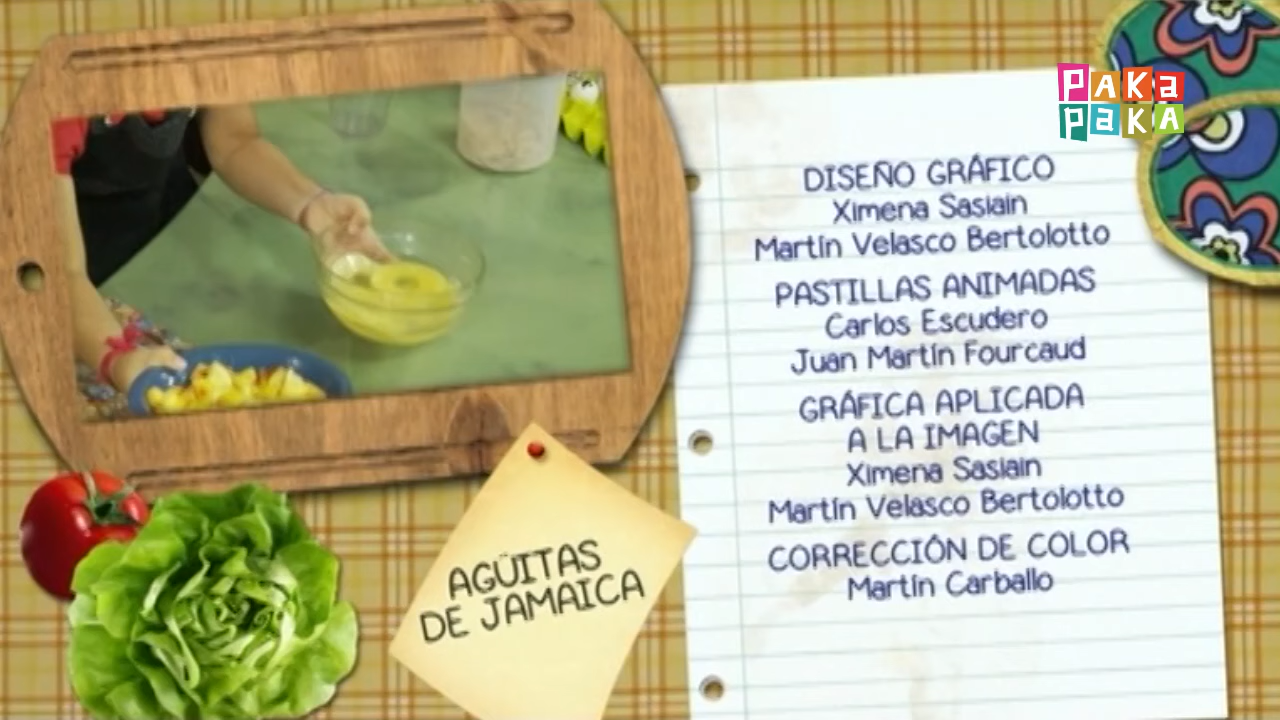 PAKA
PAKA
DISEÑO GRÁFICO
Ximena Sasiain
Martín Velasco Bertolotto
PASTILLAS ANIMADAS
Carlos Escudero
Juan Martín Fourcaud
GRÁFICA APLICADA
A LA IMAGEN
Ximena Sasiain
Martín Velasco Bertolotto
CORRECCIÓN DE COLOR
Martín Carballo
AGÜITAS
DE JAMAICA